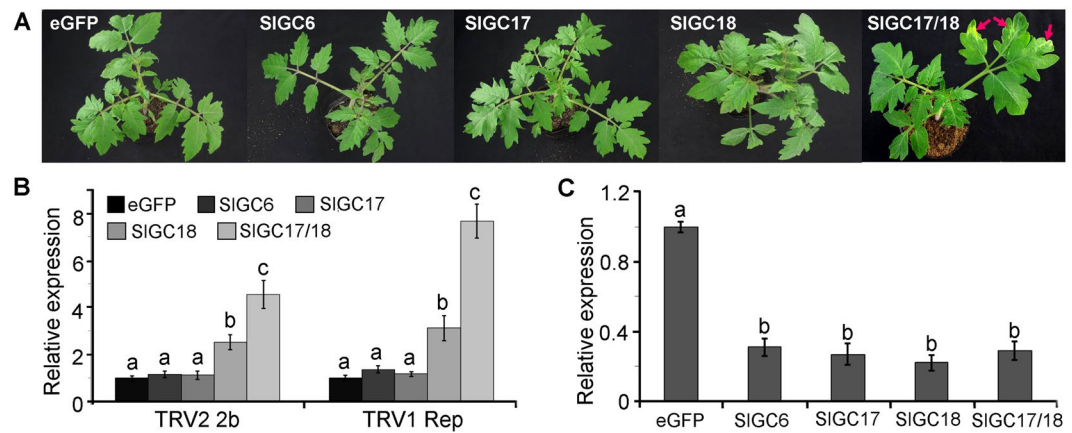 A
eGFP SlGC6 SlGC17 SlGC18 SlGC17/18
B
Relative expression
8
6
4
2
0
eGFP SlGC6 SlGC17
SlGC18 SlGC17/18
a a a b c
a a a b c
TRV2 2b TRV1 Rep
C
Relative expression
1.2
0.8
0.4
0
a b b b b
eGFP SlGC6 SlGC17 SlGC18 SlGC17/18